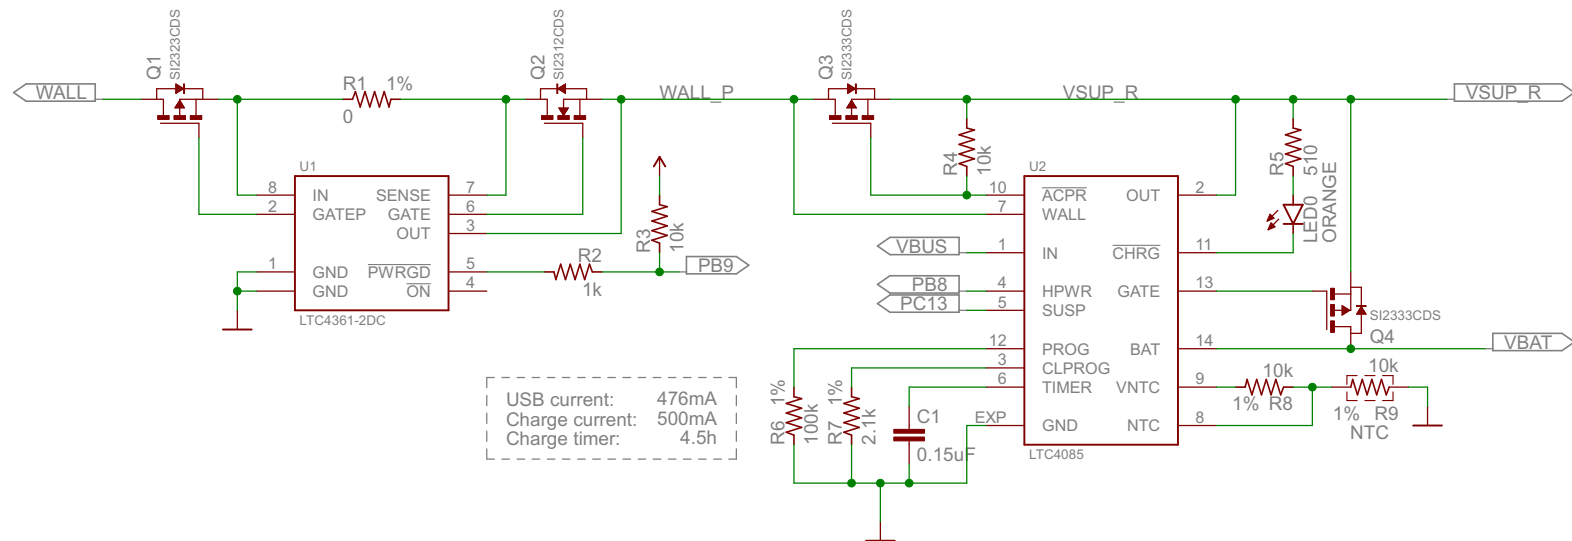 WALL
Q1
SI2323CDS
R1 1%
0
Q2
SI2312CDS
WALL_P
Q3
SI2333CDS
VSUP_R
VSUP_R
U1
8 IN SENSE 7
2 GATEP GATE 6
OUT 3
1 GND PWRGD 5
GND ON 4
LTC4361-2DC
R2
1k
R3
10k
PB9
R4
10k
U2
10 ACPR OUT 2
7 WALL
1 IN CHRG 11
4 HPWR GATE 13
5 SUSP
12 PROG BAT 14
3 CLPROG
6 TIMER VNTC 9
EXP GND NTC 8
LTC4085
VBUS
PB8
PC13
R5
510
LED0
ORANGE
SI2333CDS
Q4
VBAT
10k
1% R8
10k
1% R9
NTC
USB current: 476mA
Charge current: 500mA
Charge timer: 4.5h
R6 1%
100k
R7 1%
2.1k
C1
0.15uF